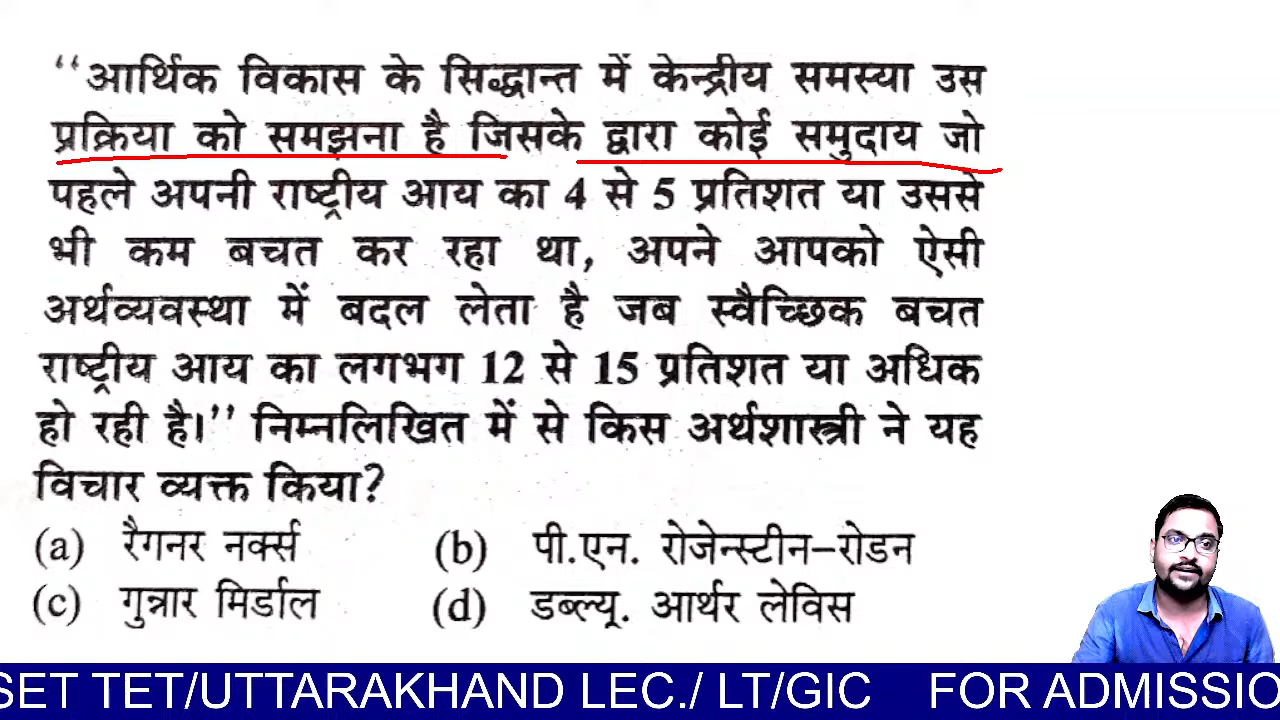 “आर्थिक विकास के सिद्धान्त में केन्द्रीय समस्या उस
प्रक्रिया को समझना है जिसके द्वारा कोई समुदाय जो
पहले अपनी राष्ट्रीय आय का 4 से 5 प्रतिशत या उससे
भी कम बचत कर रहा था, अपने आपको ऐसी
अर्थव्यवस्था में बदल लेता है जब स्वैच्छिक बचत
राष्ट्रीय आय का लगभग 12 से 15 प्रतिशत या अधिक
हो रही है।” निम्नलिखित में से किस अर्थशास्त्री ने यह
विचार व्यक्त किया?
(a) रैगनर नर्क्स (b) पी.एन. रोजेन्स्टीन–रोडन
(c) गुन्नार मिर्डाल (d) डब्ल्यू. आर्थर लेविस
SET TET/UTTARAKHAND LEC./ LT/GIC FOR ADMISSIO